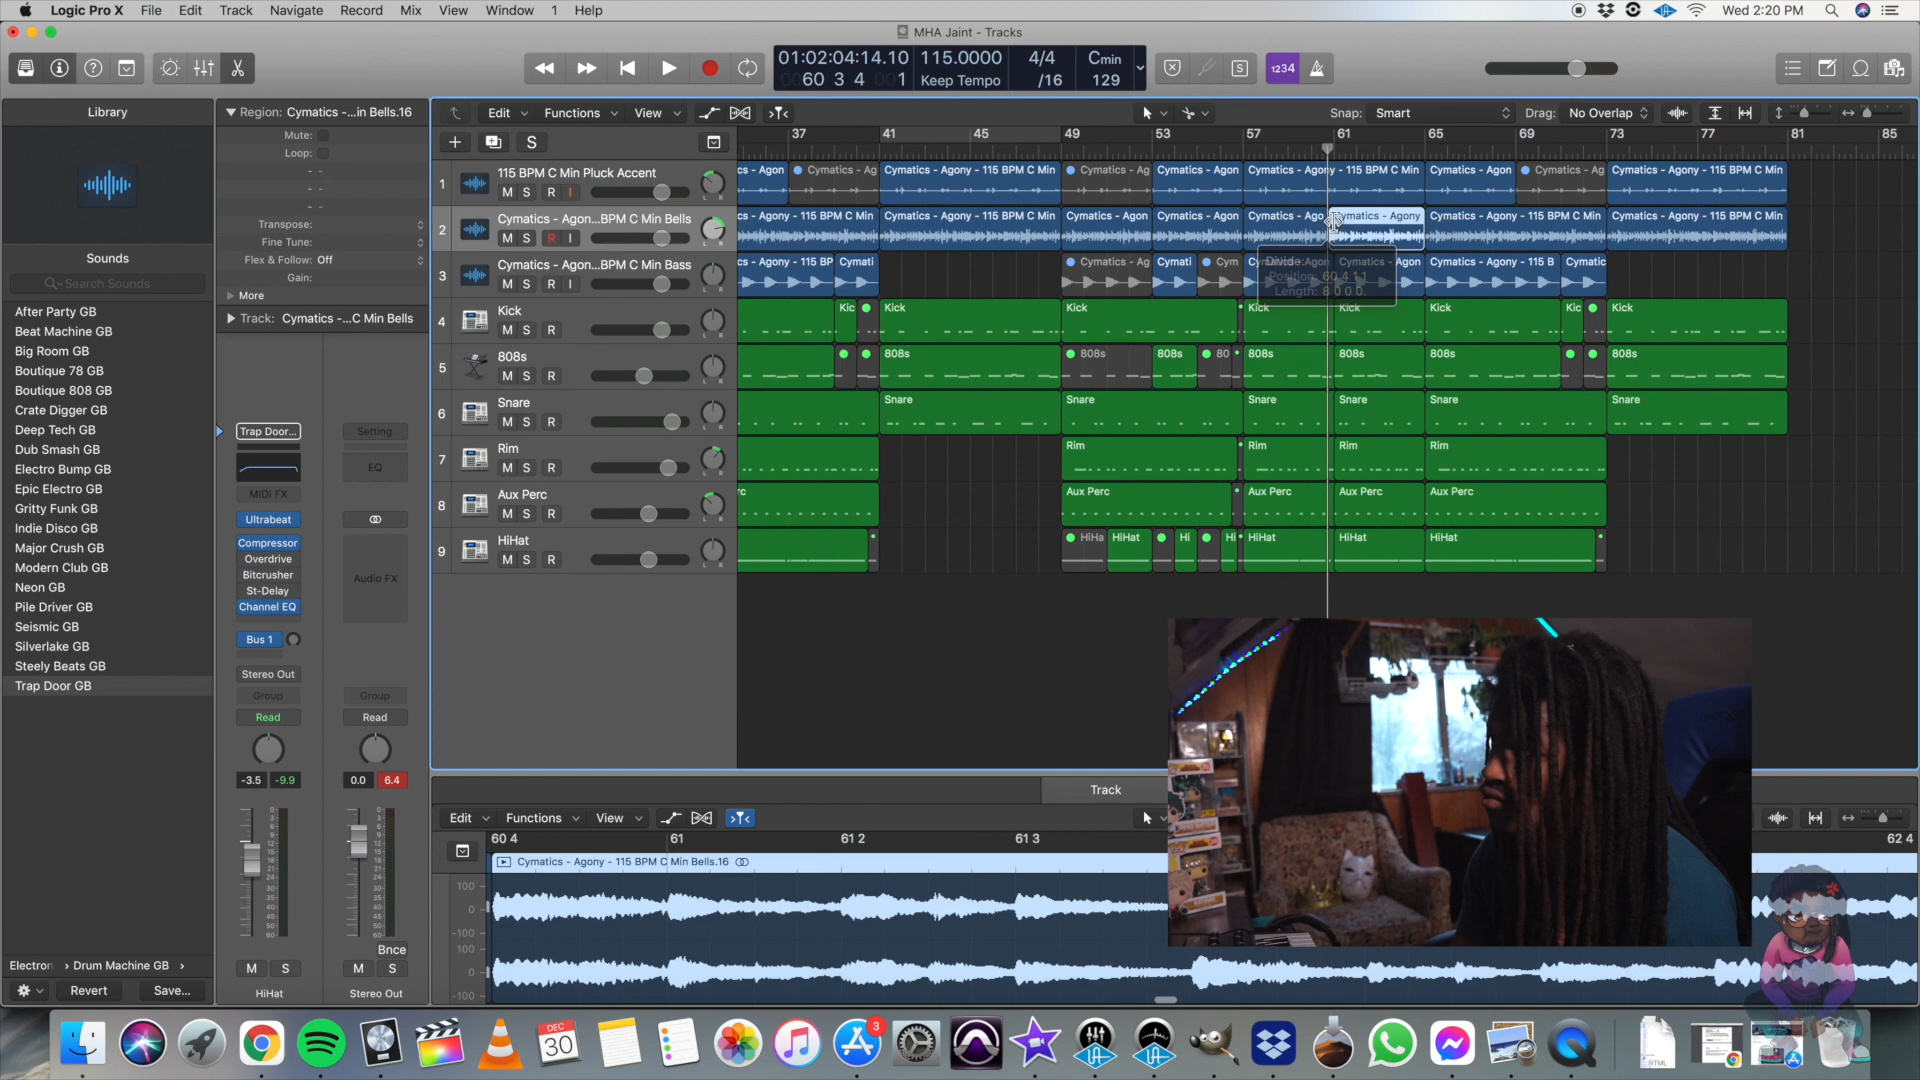 Logic Pro X File Edit Track Navigate Record Mix View Window 1 Help
Wed 2:20 PM
MHA Jaint - Tracks
01:02:04:14.10
60 3 4 1
115.0000
Keep Tempo
4/4
/16
Cmin
129
S
1234
Library
Region: Cymatics -...in Bells.16
Mute:
Loop:
Transpose:
Fine Tune:
Flex & Follow: Off
Gain:
More
Track: Cymatics -...C Min Bells
Sounds
Search Sounds
After Party GB
Beat Machine GB
Big Room GB
Boutique 78 GB
Boutique 808 GB
Crate Digger GB
Deep Tech GB
Dub Smash GB
Electro Bump GB
Epic Electro GB
Gritty Funk GB
Indie Disco GB
Major Crush GB
Modern Club GB
Neon GB
Pile Driver GB
Seismic GB
Silverlake GB
Steely Beats GB
Trap Door GB
Electron > Drum Machine GB >
Revert Save...
Trap Door... Setting
EQ
MIDI FX
Ultrabeat
Compressor
Overdrive
Bitcrusher
St-Delay
Channel EQ
Audio FX
Bus 1
Stereo Out
Group Group
Read Read
-3.5 -9.9 0.0 6.4
Bnce
M S M S
HiHat Stereo Out
Edit Functions View
Snap: Smart Drag: No Overlap
S
37 41 45 49 53 57 61 65 69 73 77 81 85
1 115 BPM C Min Pluck Accent
M S R I
cs - Agon Cymatics - Ag Cymatics - Agony - 115 BPM C Min Cymatics - Ag Cymatics - Agon Cymatics - Agony - 115 BPM C Min Cymatics - Agon Cymatics - Ag Cymatics - Agony - 115 BPM C Min
2 Cymatics - Agon...BPM C Min Bells
M S R I
cs - Agony - 115 BPM C Min Cymatics - Agony - 115 BPM C Min Cymatics - Agon Cymatics - Agon Cymatics - Ago Cymatics - Agony Cymatics - Agony - 115 BPM C Min Cymatics - Agony - 115 BPM C Min
3 Cymatics - Agon...BPM C Min Bass
M S R I
cs - Agony - 115 BP Cymati Cymatics - Ag Cymati Cym Cymatics - Agon Cymatics - Agon Cymatics - Agony - 115 B Cymatic
Divide:
Position: 60 4 1 1
Length: 8 0 0 0.
4 Kick
M S R
Kic Kick Kick Kick Kick Kick Kic Kick
5 808s
M S R
808s 808s 808s 80 808s 808s 808s 808s
6 Snare
M S R
Snare Snare Snare Snare Snare Snare
7 Rim
M S R
Rim Rim Rim Rim
8 Aux Perc
M S R
rc Aux Perc Aux Perc Aux Perc Aux Perc
9 HiHat
M S R
HiHa HiHat Hi Hi HiHat HiHat HiHat
Track
Edit Functions View
60 4 61 61 2 61 3 62 4
Cymatics - Agony - 115 BPM C Min Bells.16
100
0
-100
100
0
-100
DEC
30
3
HTML